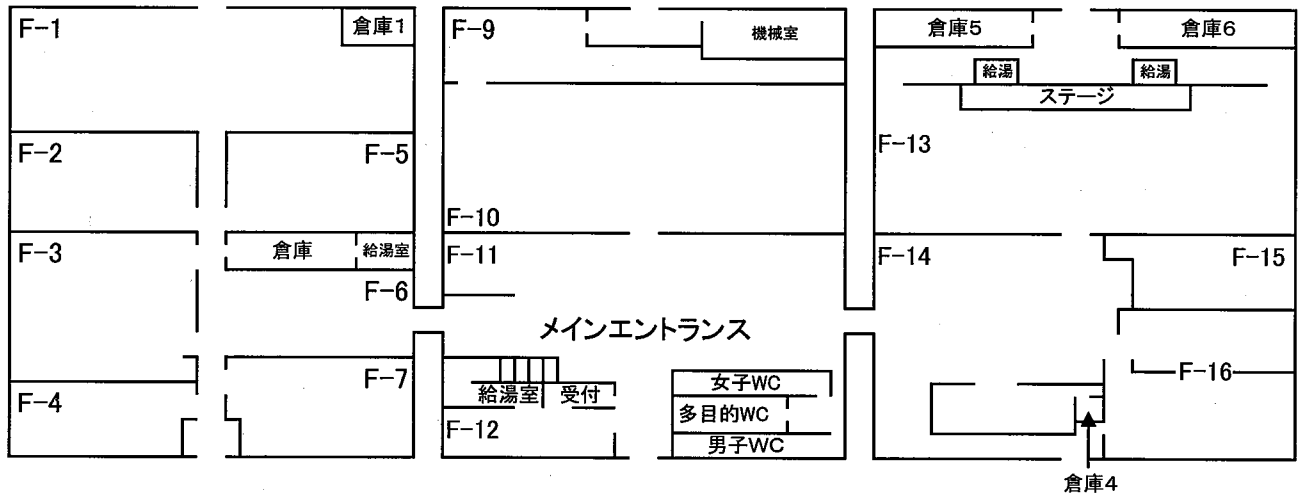 F-1
倉庫1
F-9
機械室
倉庫5
倉庫6
給湯
給湯
ステージ
F-2
F-5
F-13
F-10
F-3
倉庫
給湯室
F-11
F-14
F-15
F-6
メインエントランス
F-7
F-16
F-4
給湯室
受付
女子WC
多目的WC
F-12
男子WC
倉庫4